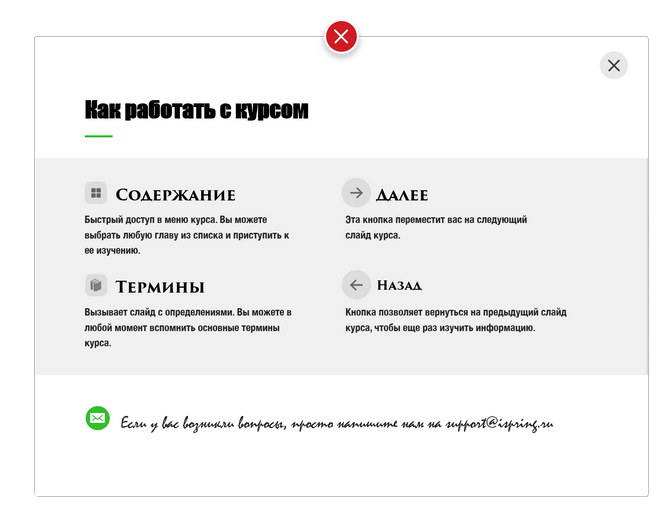 Как работать с курсом
Содержание
Быстрый доступ в меню курса. Вы можете
выбрать любую главу из списка и приступить к
ее изучению.
Далее
Эта кнопка переместит вас на следующий
слайд курса.
Термины
Вызывает слайд с определениями. Вы можете в
любой момент вспомнить основные термины
курса.
Назад
Кнопка позволяет вернуться на предыдущий слайд
курса, чтобы еще раз изучить информацию.
Если у вас возникли вопросы, просто напишите нам на support@ispring.ru